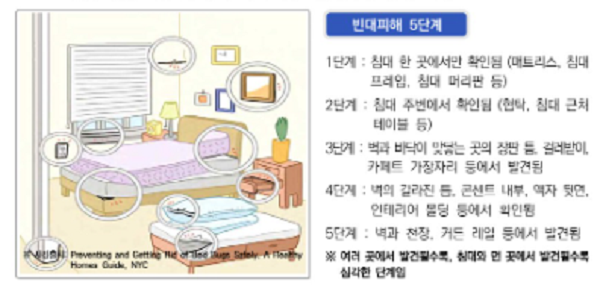 빈대피해 5단계
1단계 : 침대 한 곳에서만 확인됨 (매트리스, 침대
프레임, 침대 머리판 등)
2단계 : 침대 주변에서 확인됨 (협탁, 침대 근처
테이블 등)
3단계 : 벽과 바닥이 맞닿는 곳의 장판 틈, 걸레받이,
카페트 가장자리 등에서 발견됨
4단계 : 벽의 갈라진 틈, 콘센트 내부, 액자 뒷면,
인테리어 몰딩 등에서 확인됨
5단계 : 벽과 천장, 커튼 레일 등에서 발견됨
※ 여러 곳에서 발견될수록, 침대와 먼 곳에서 발견될수록
심각한 단계임
※ 사진출처: Preventing and Getting Rid of Bed Bugs Safely, A Healthy
Homes Guide, NYC